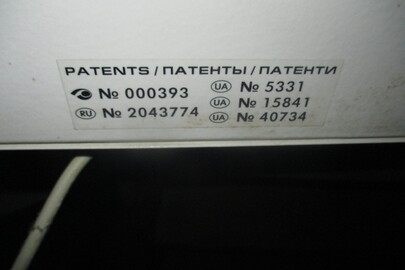 PATENTS / ПАТЕНТЫ / ПАТЕНТИ
№ 000393
RU № 2043774
UA № 5331
UA № 15841
UA № 40734